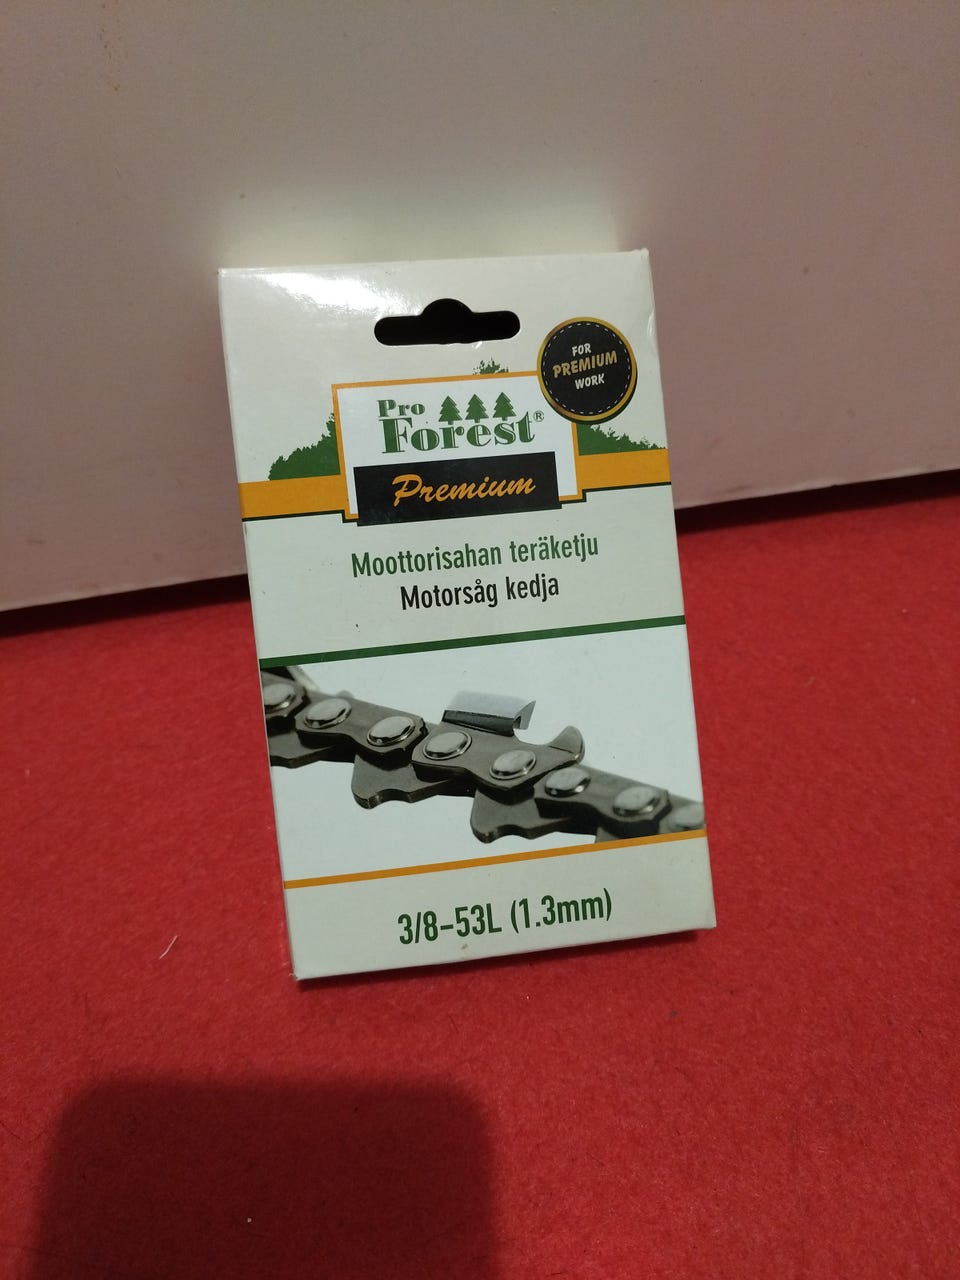 FOR
PREMIUM
WORK
Pro
Forest®
Premium
Moottorisahan teräketju
Motorsåg kedja
3/8-53L (1.3mm)